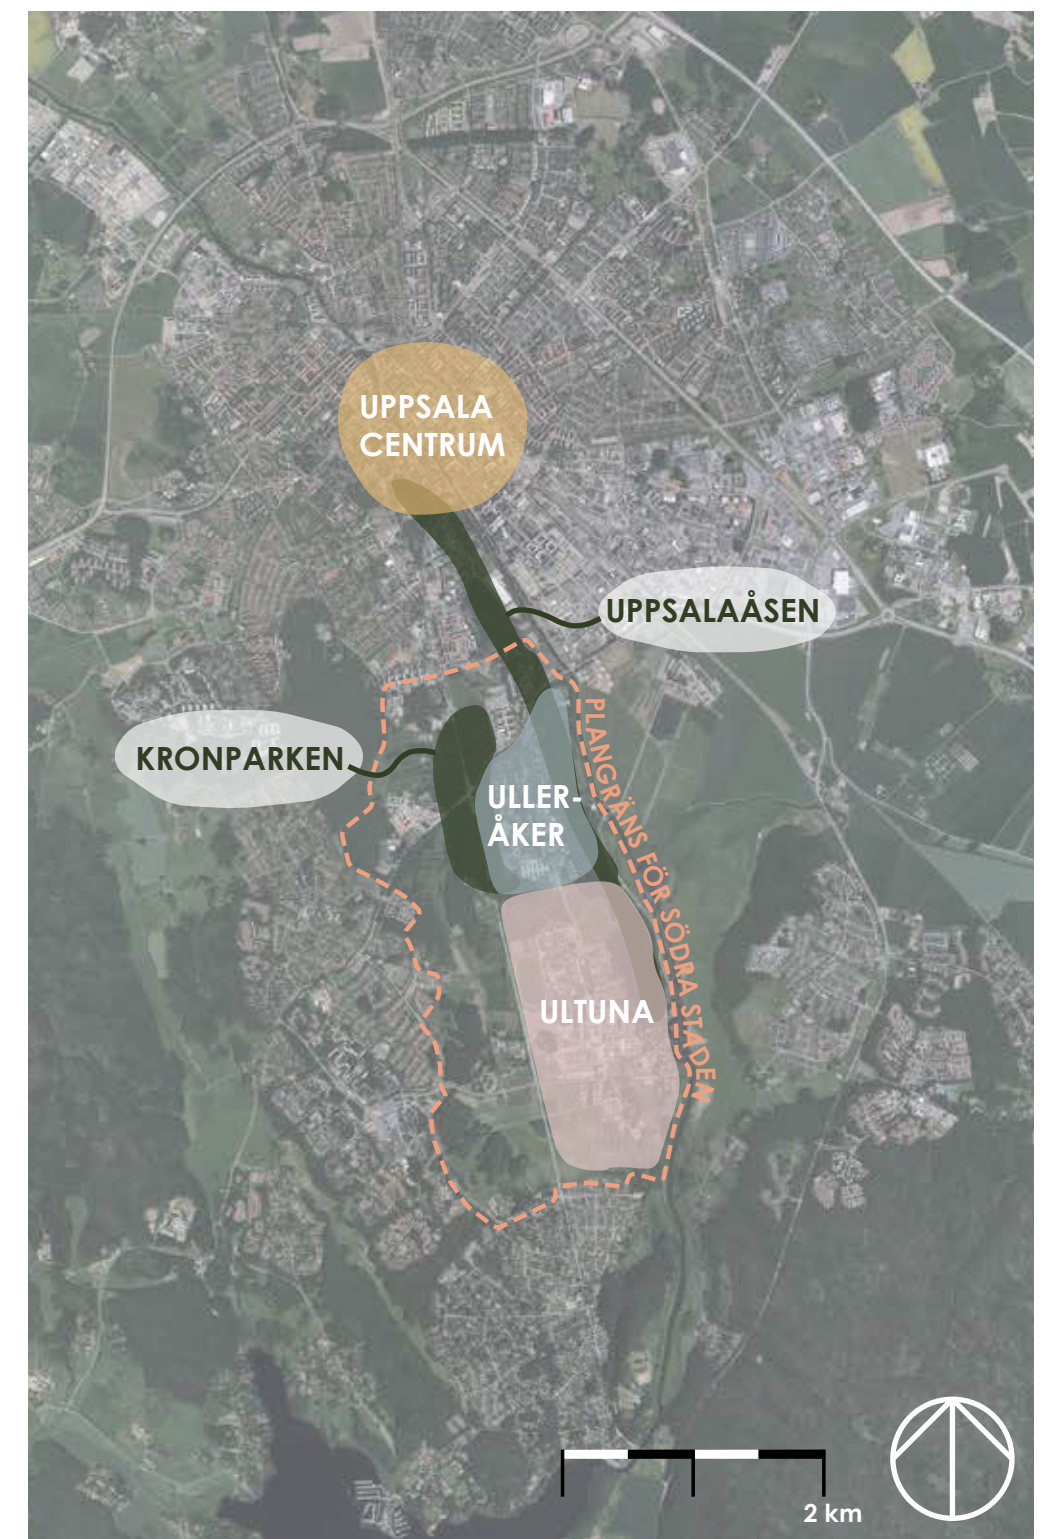 UPPSALA
CENTRUM
UPPSALAÅSEN
KRONPARKEN
PLANGRÄNS FÖR SÖDRA STADEN
ULLER-
ÅKER
ULTUNA
2 km